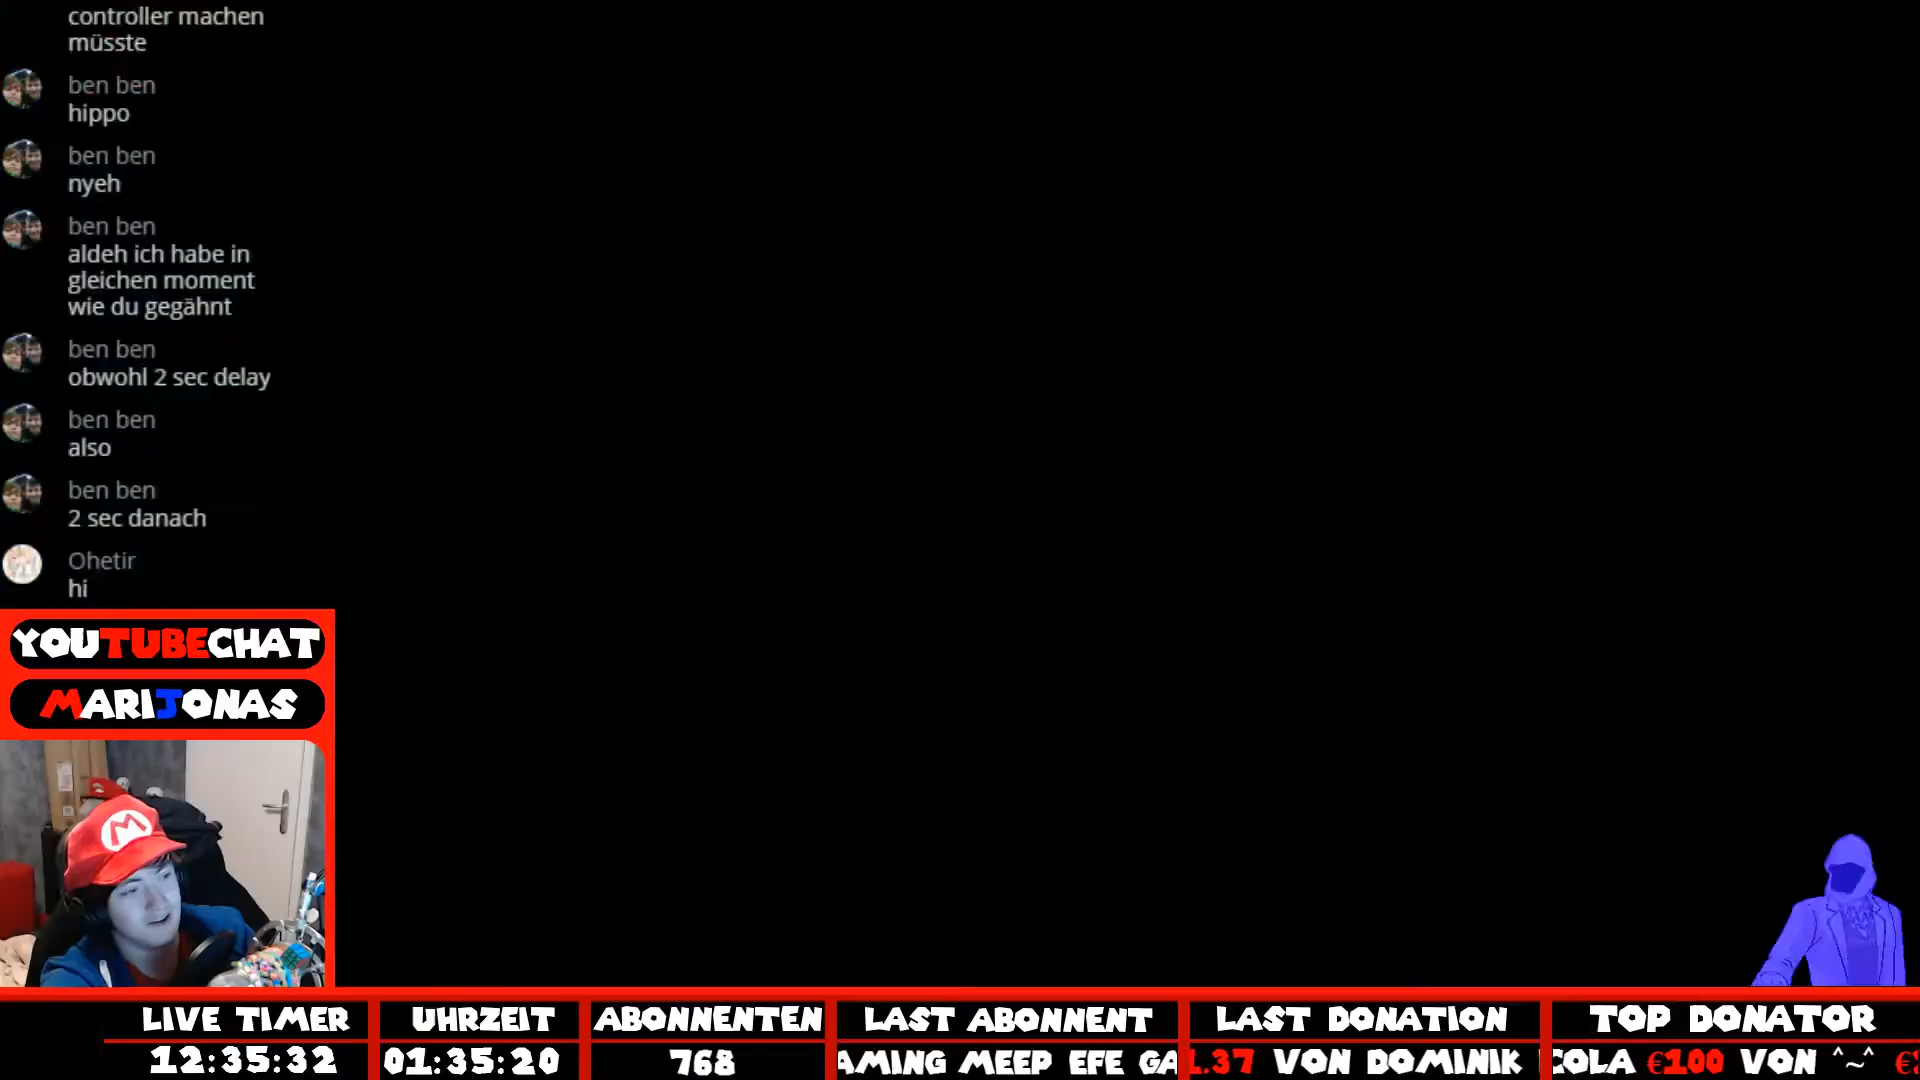 controller machen
müsste
ben ben
hippo
ben ben
nyeh
ben ben
aldeh ich habe in
gleichen moment
wie du gegähnt
ben ben
obwohl 2 sec delay
ben ben
also
ben ben
2 sec danach
Ohetir
hi
YOUTUBECHAT
MARIJONAS
M
LIVE TIMER
12:35:32
UHRZEIT
01:35:20
ABONNENTEN
768
LAST ABONNENT
AMING MEEP EFE GA
LAST DONATION
1.37 VON DOMINIK
TOP DONATOR
COLA €100 VON ^~^